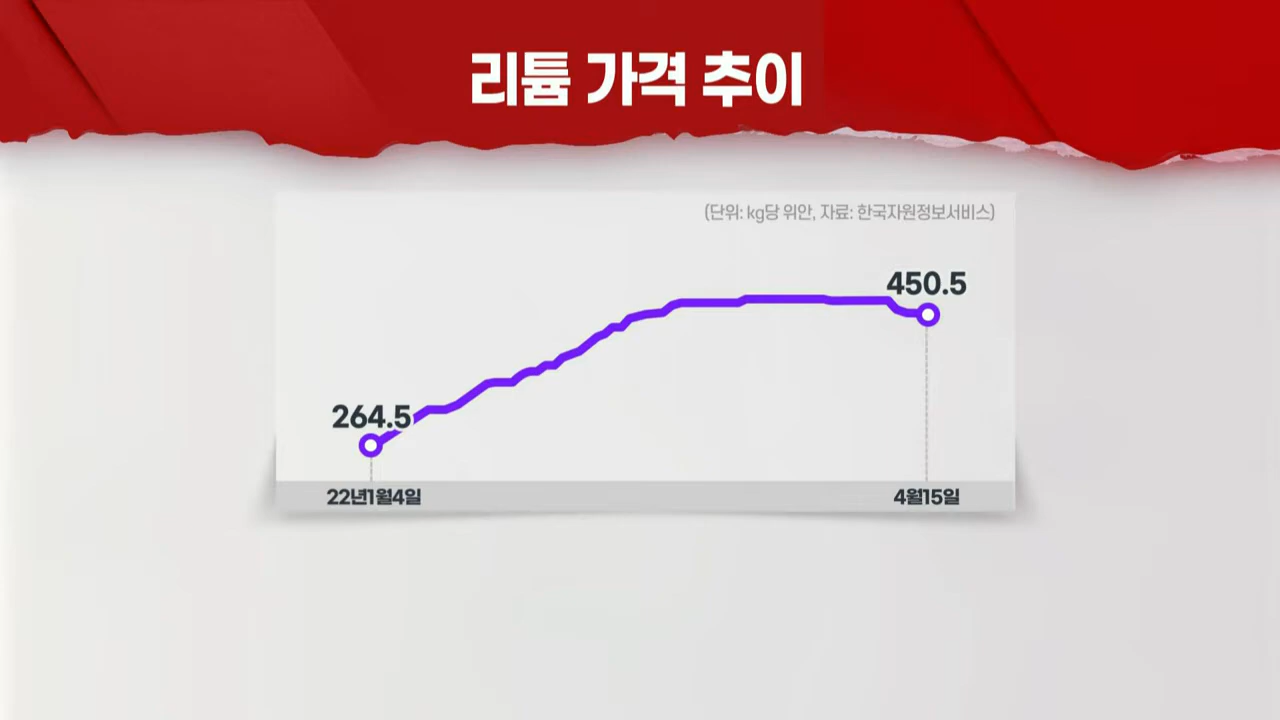 리튬 가격 추이
(단위: kg당 위안, 자료: 한국자원정보서비스)
450.5
264.5
22년1월4일
4월15일